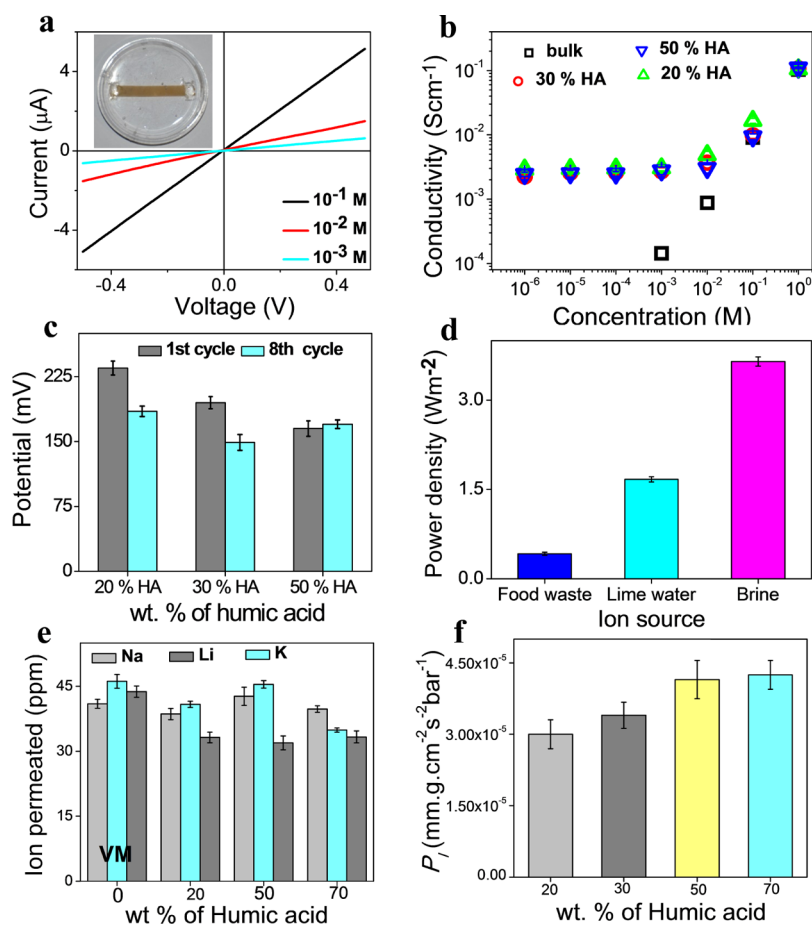 a
Current (μA)
4
0
-4
-0.4
0.0
0.4
Voltage (V)
10⁻¹ M
10⁻² M
10⁻³ M
b
Conductivity (Scm⁻¹)
bulk
50 % HA
30 % HA
20 % HA
10⁻¹
10⁻²
10⁻³
10⁻⁴
10⁻⁶ 10⁻⁵ 10⁻⁴ 10⁻³ 10⁻² 10⁻¹ 10⁰
Concentration (M)
c
Potential (mV)
1st cycle 8th cycle
225
150
75
0
20 % HA 30 % HA 50 % HA
wt. % of humic acid
d
Power density (Wm⁻²)
3.0
1.5
0.0
Food waste Lime water Brine
Ion source
e
Ion permeated (ppm)
Na Li K
45
30
15
0
VM
0 20 50 70
wt % of Humic acid
f
P_l (mm.g.cm⁻²s⁻²bar⁻¹)
4.50x10⁻⁵
3.00x10⁻⁵
1.50x10⁻⁵
0.00
20 30 50 70
wt. % of Humic acid